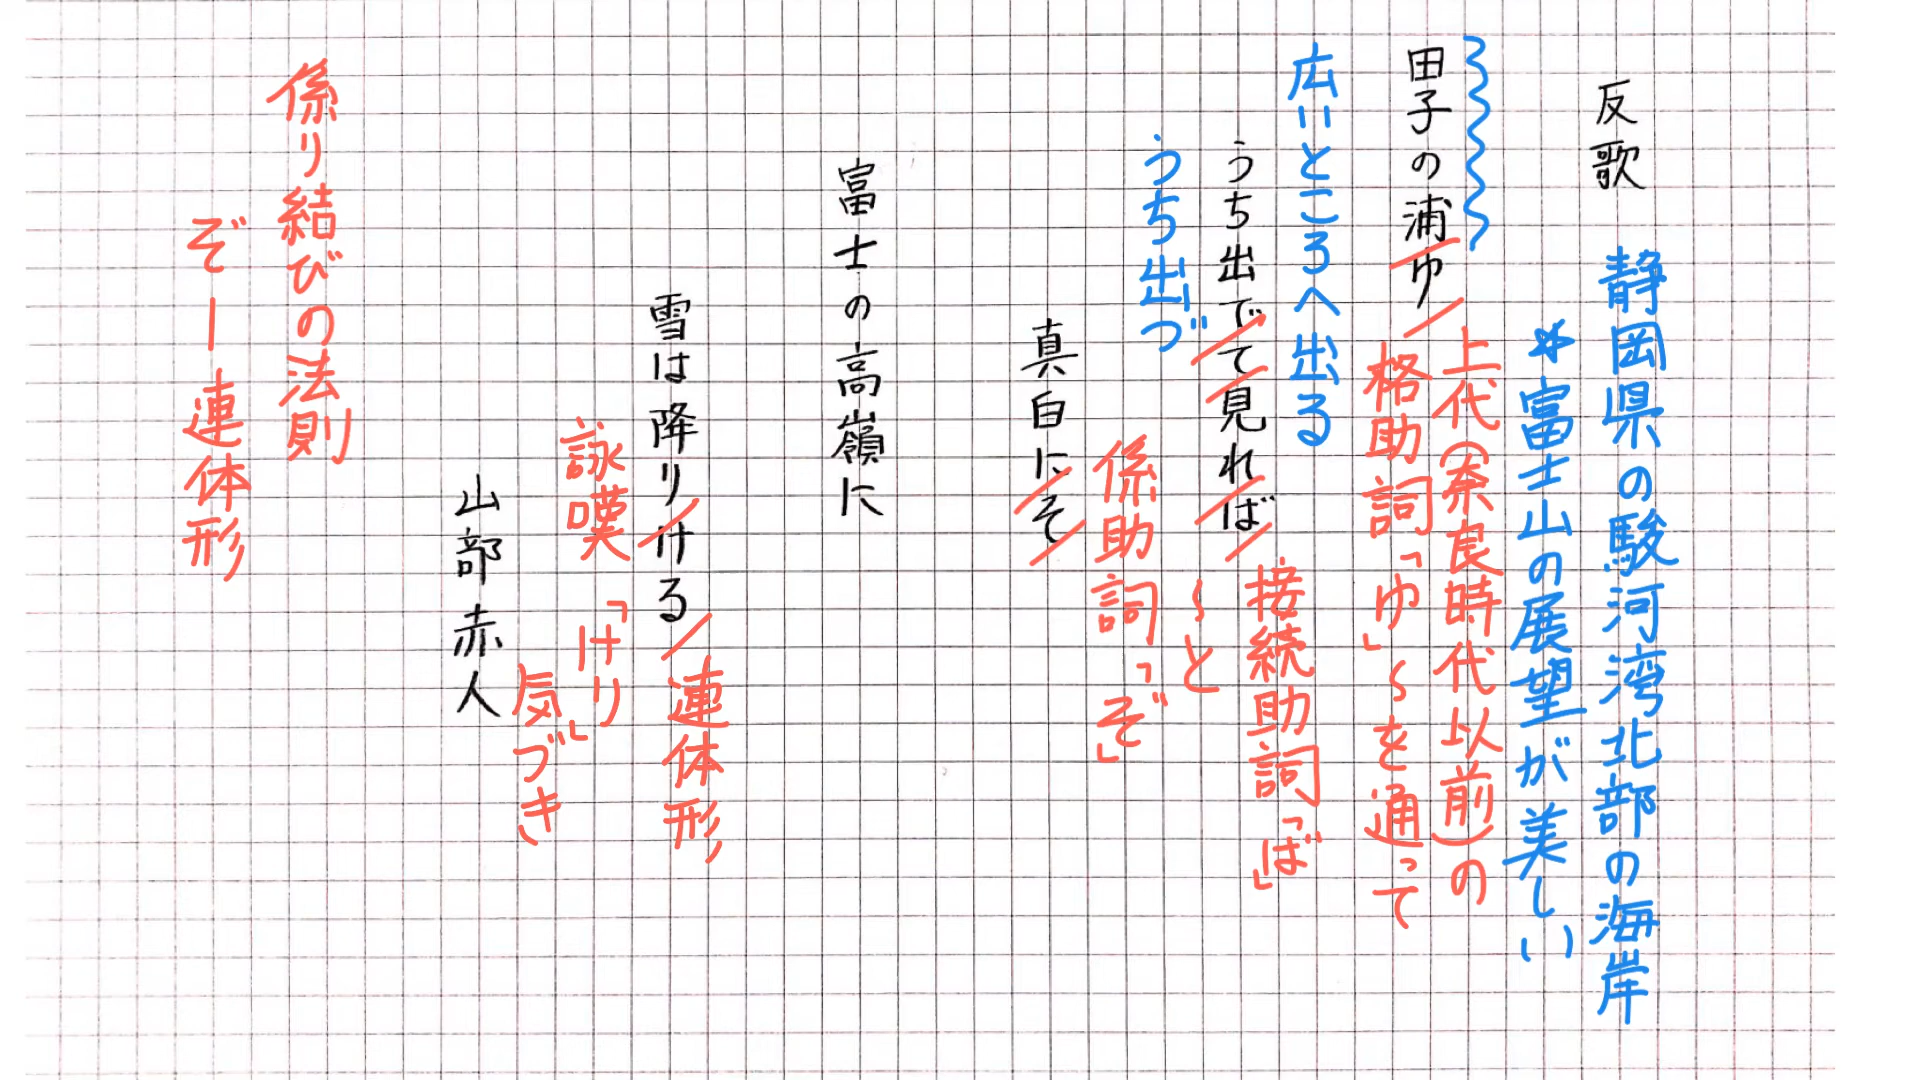 反歌
静岡県の駿河湾北部の海岸
*富士山の展望が美しい
田子の浦ゆ
上代(奈良時代以前)の
格助詞「ゆ」~を通って
広いところへ出る
うち出でて見れば
接続助詞「ば」
~と
うち出づ
真白にそ
係助詞「ぞ」
富士の高嶺に
雪は降りける
連体形
詠嘆「けり」
気づき
山部赤人
係り結びの法則
ぞー連体形